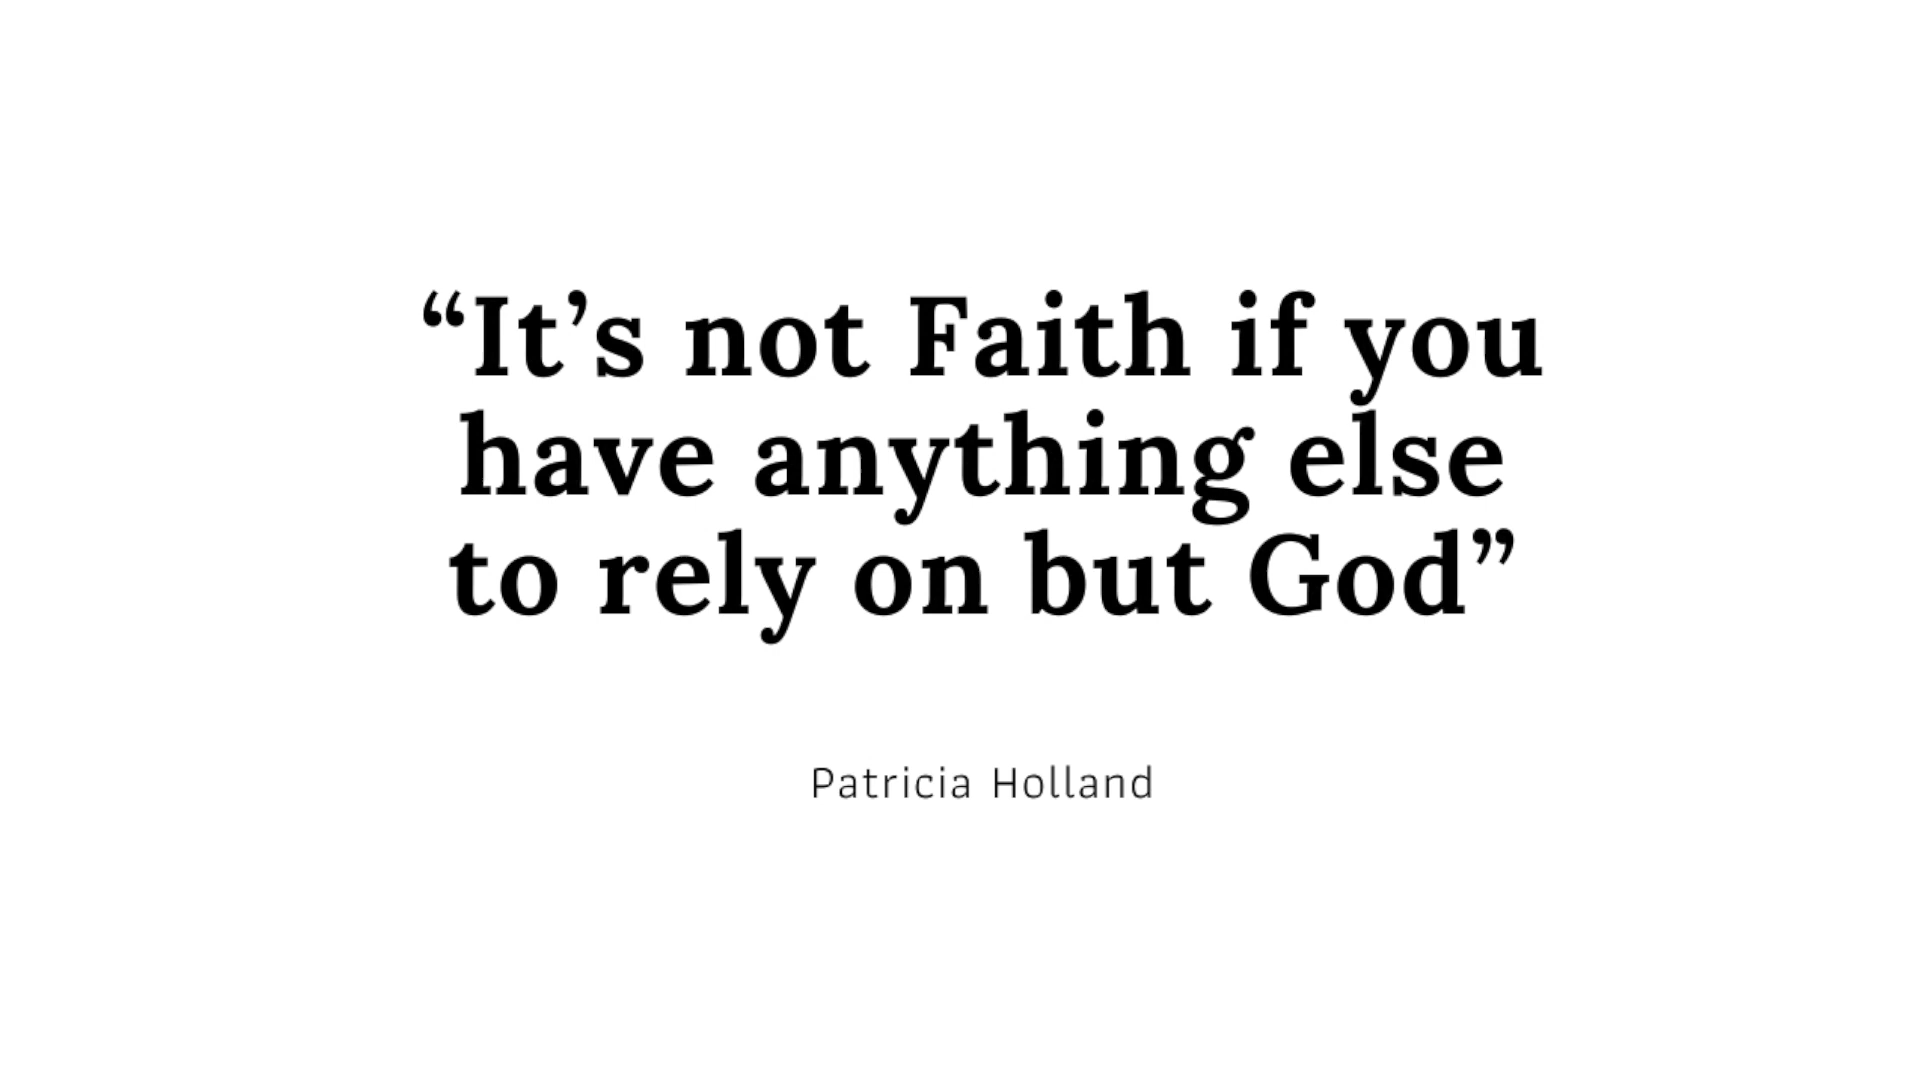 “It’s not Faith if you
have anything else
to rely on but God”
Patricia Holland